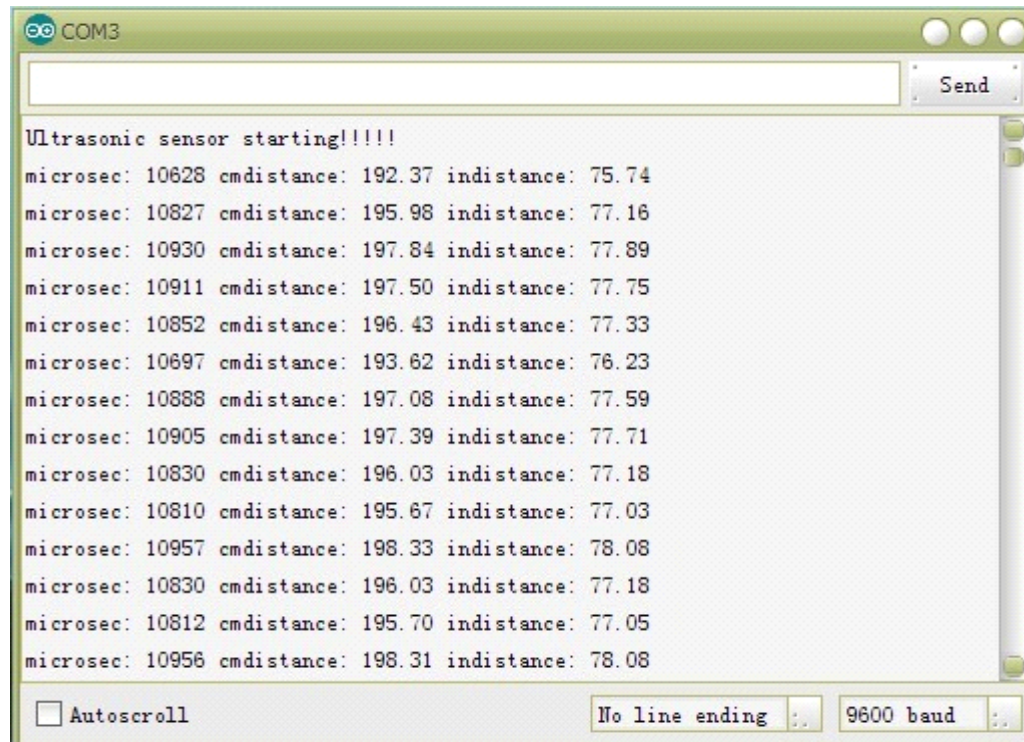 COM3
Send
Ultrasonic sensor starting!!!!!
microsec: 10628 cmdistance: 192.37 indistance: 75.74
microsec: 10827 cmdistance: 195.98 indistance: 77.16
microsec: 10930 cmdistance: 197.84 indistance: 77.89
microsec: 10911 cmdistance: 197.50 indistance: 77.75
microsec: 10852 cmdistance: 196.43 indistance: 77.33
microsec: 10697 cmdistance: 193.62 indistance: 76.23
microsec: 10888 cmdistance: 197.08 indistance: 77.59
microsec: 10905 cmdistance: 197.39 indistance: 77.71
microsec: 10830 cmdistance: 196.03 indistance: 77.18
microsec: 10810 cmdistance: 195.67 indistance: 77.03
microsec: 10957 cmdistance: 198.33 indistance: 78.08
microsec: 10830 cmdistance: 196.03 indistance: 77.18
microsec: 10812 cmdistance: 195.70 indistance: 77.05
microsec: 10956 cmdistance: 198.31 indistance: 78.08
Autoscroll No line ending 9600 baud